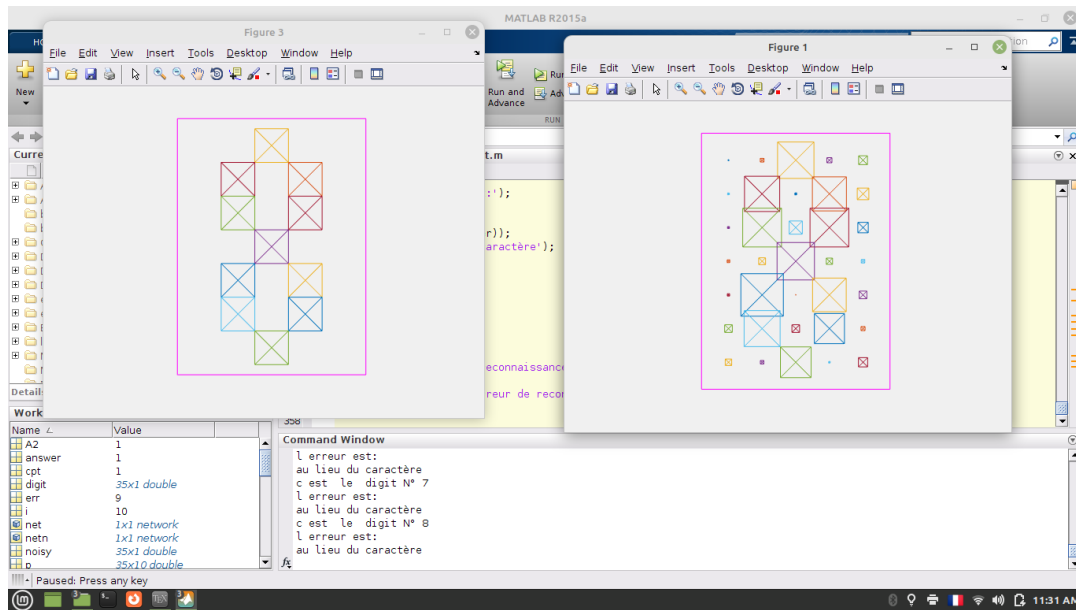 MATLAB R2015a
Figure 3
File Edit View Insert Tools Desktop Window Help
Figure 1
File Edit View Insert Tools Desktop Window Help
New
Run and
Advance
RUN
Curre
t.m
:');
r));
aractère');
econnaissance
reur de recor
358
Details
Work
Name
Value
A2 1
answer 1
cpt 1
digit 35x1 double
err 9
i 10
net 1x1 network
netn 1x1 network
noisy 35x1 double
p 35x10 double
Command Window
l erreur est:
au lieu du caractère
c est le digit N° 7
l erreur est:
au lieu du caractère
c est le digit N° 8
l erreur est:
au lieu du caractère
fx
Paused: Press any key
11:31 AM